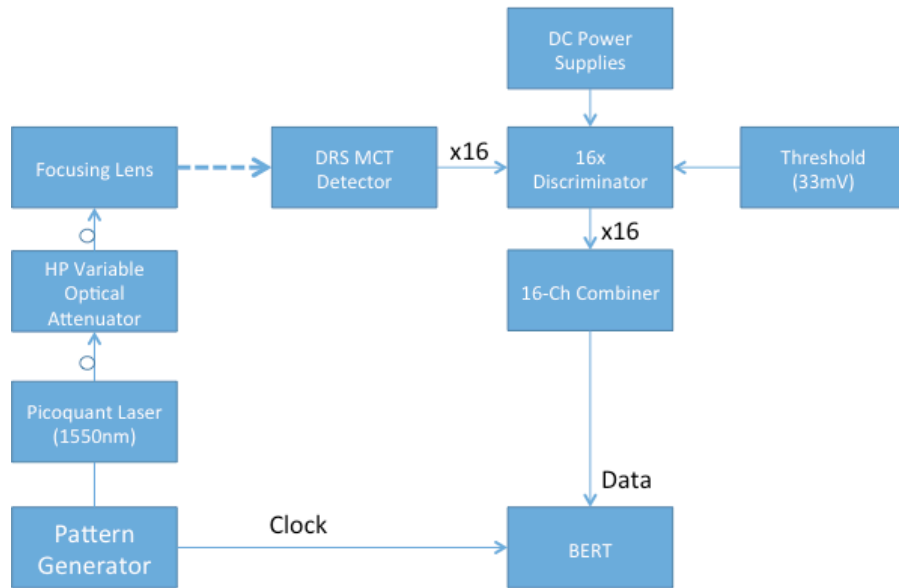 DC Power
Supplies
Focusing Lens
DRS MCT
Detector
x16
16x
Discriminator
Threshold
(33mV)
x16
HP Variable
Optical
Attenuator
16-Ch Combiner
Picoquant Laser
(1550nm)
Data
Pattern
Generator
Clock
BERT